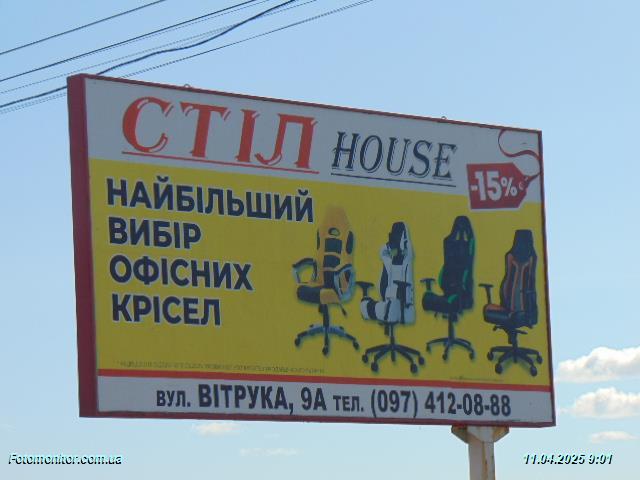 СТІЛ HOUSE
-15%
НАЙБІЛЬШИЙ
ВИБІР
ОФІСНИХ
КРІСЕЛ
ВУЛ. ВІТРУКА, 9А ТЕЛ. (097) 412-08-88
Fotomonitor.com.ua
11.04.2025 9:01